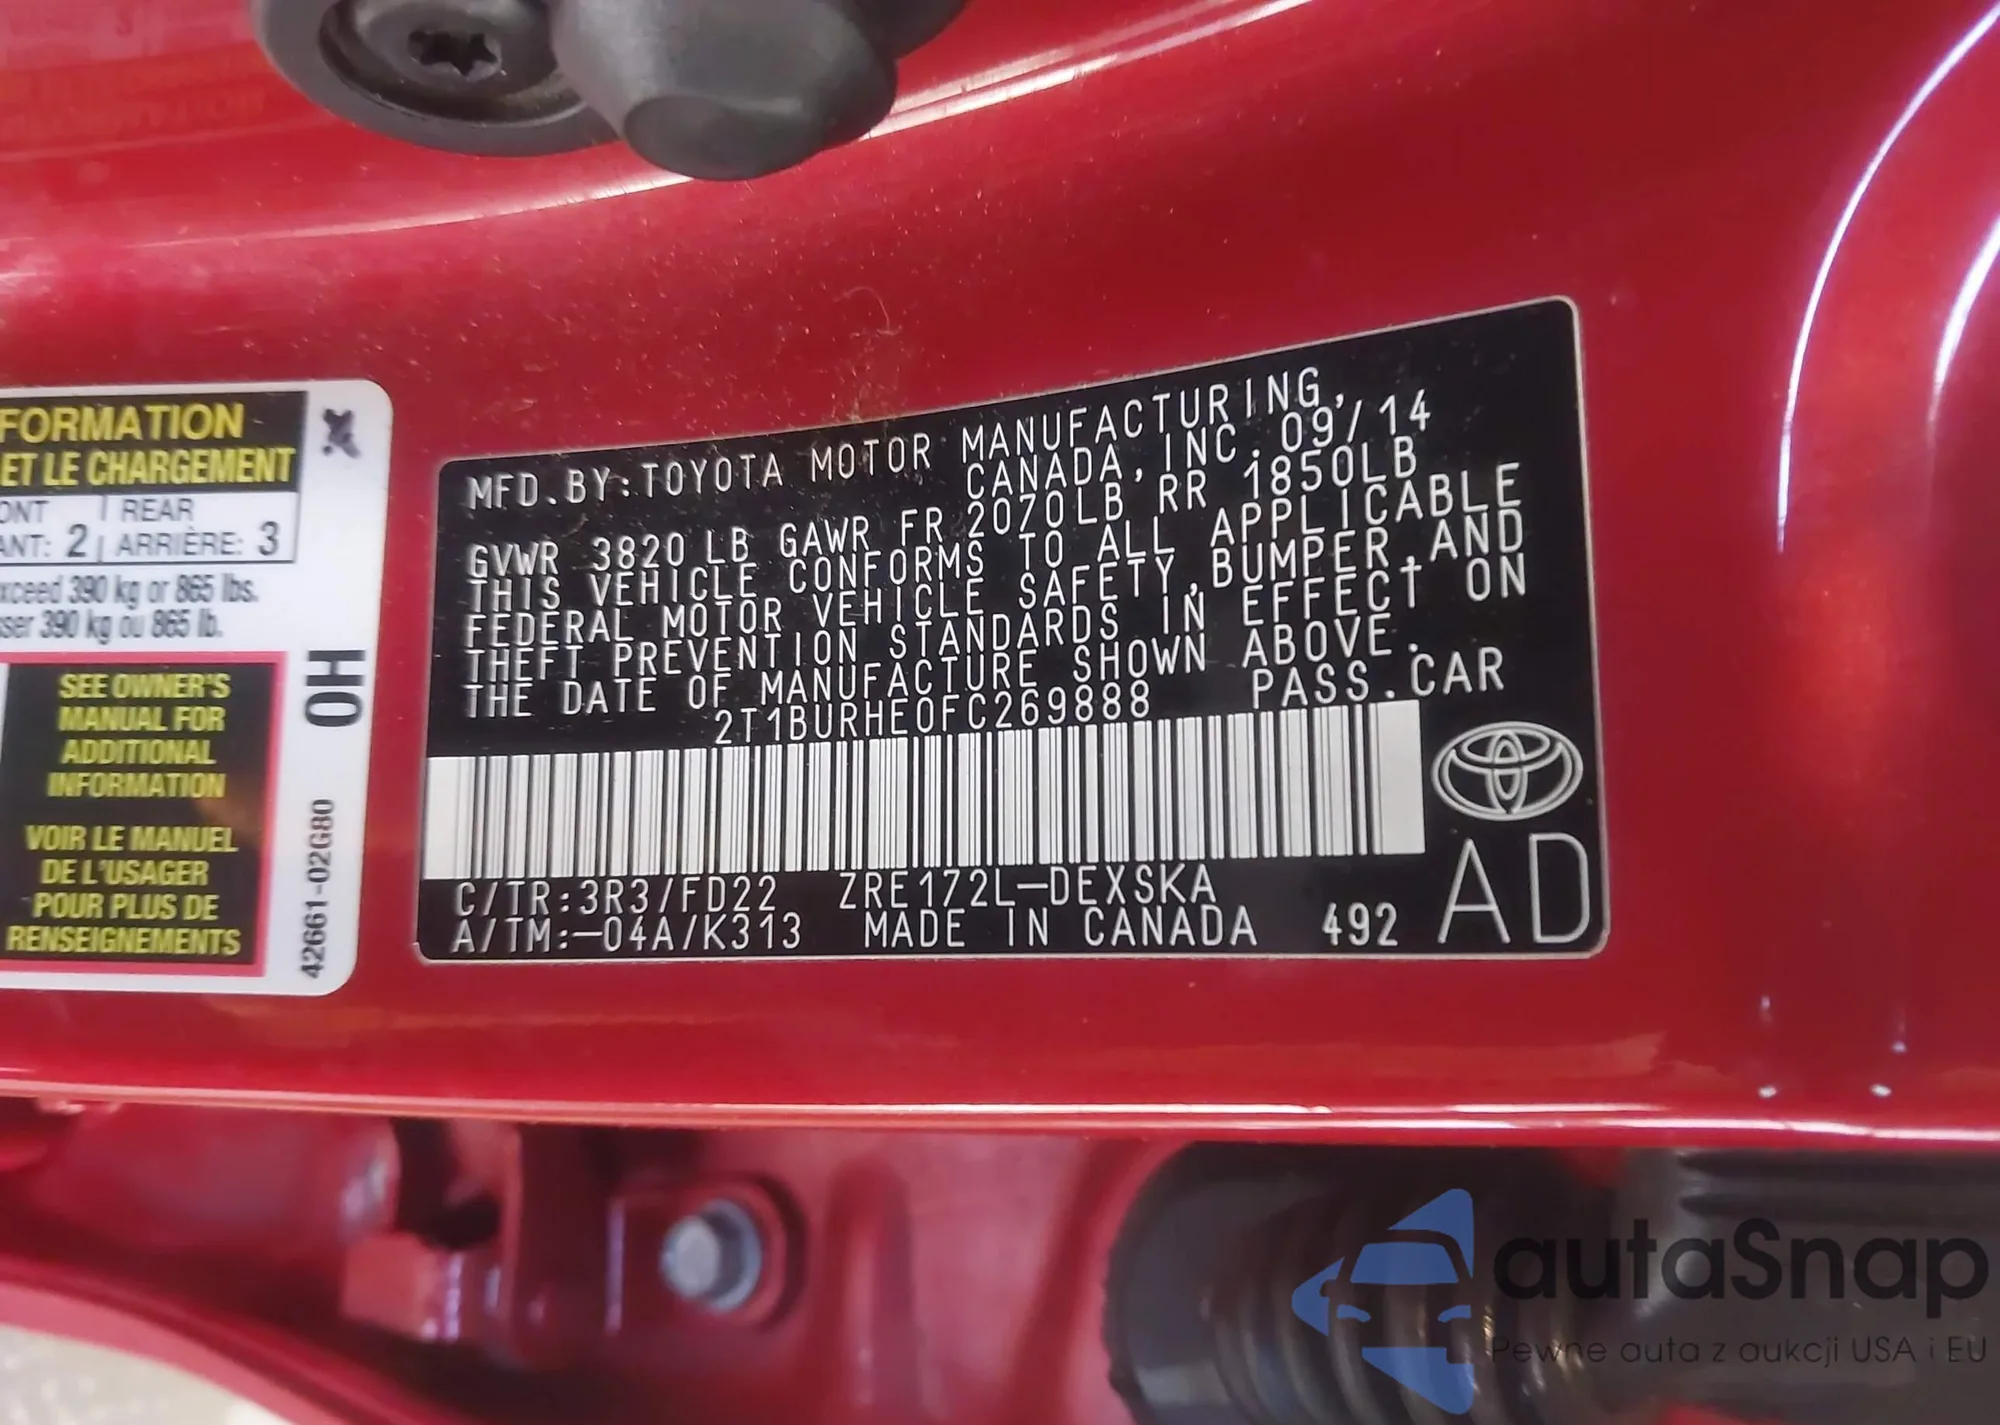 FORMATION
ET LE CHARGEMENT
ONT | REAR
ANT: 2 | ARRIÈRE: 3
xceed 390 kg or 865 lbs.
ser 390 kg ou 865 lb.
SEE OWNER'S
MANUAL FOR
ADDITIONAL
INFORMATION
VOIR LE MANUEL
DE L'USAGER
POUR PLUS DE
RENSEIGNEMENTS
0H
42661-02G80
MFD.BY:TOYOTA MOTOR MANUFACTURING,
CANADA, INC. 09/14
GVWR 3820 LB GAWR FR 2070LB RR 1850LB
THIS VEHICLE CONFORMS TO ALL APPLICABLE
FEDERAL MOTOR VEHICLE SAFETY, BUMPER, AND
THEFT PREVENTION STANDARDS IN EFFECT ON
THE DATE OF MANUFACTURE SHOWN ABOVE.
2T1BURHE0FC269888 PASS.CAR
C/TR:3R3/FD22 ZRE172L-DEXSKA
A/TM:-04A/K313 MADE IN CANADA 492
AD
autaSnap
Pewne auta z aukcji USA i EU